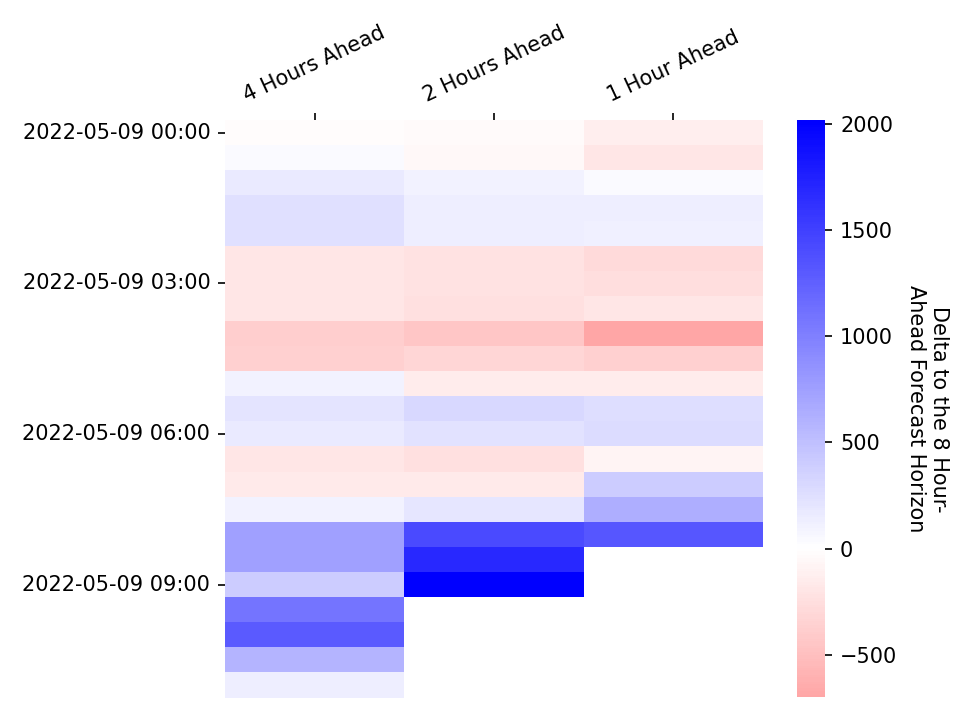 4 Hours Ahead
2 Hours Ahead
1 Hour Ahead
2022-05-09 00:00
2022-05-09 03:00
2022-05-09 06:00
2022-05-09 09:00
2000
1500
1000
500
0
−500
Delta to the 8 Hour-
Ahead Forecast Horizon